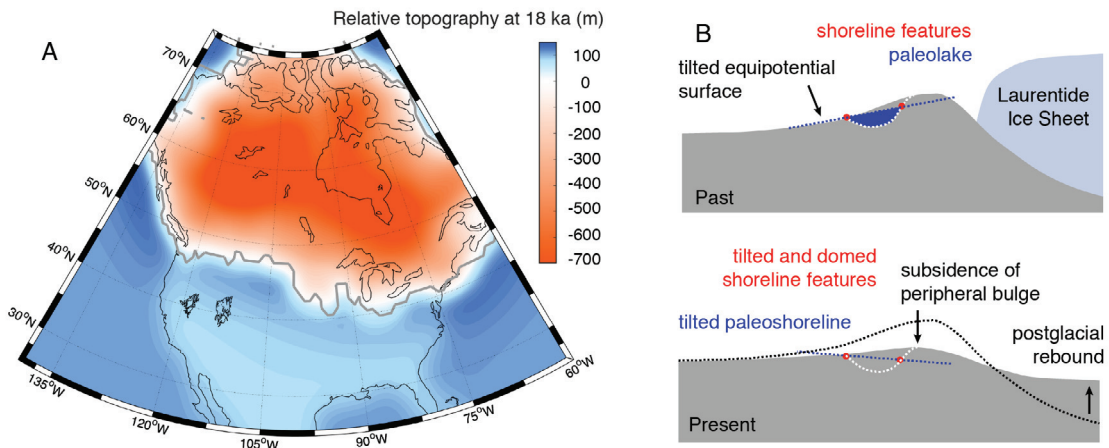 A
Relative topography at 18 ka (m)
100
0
-100
-200
-300
-400
-500
-600
-700
70°N
60°N
50°N
40°N
30°N
135°W
120°W
105°W
90°W
75°W
60°W
B
shoreline features
paleolake
tilted equipotential
surface
Laurentide
Ice Sheet
Past
tilted and domed
shoreline features
subsidence of
peripheral bulge
tilted paleoshoreline
postglacial
rebound
Present